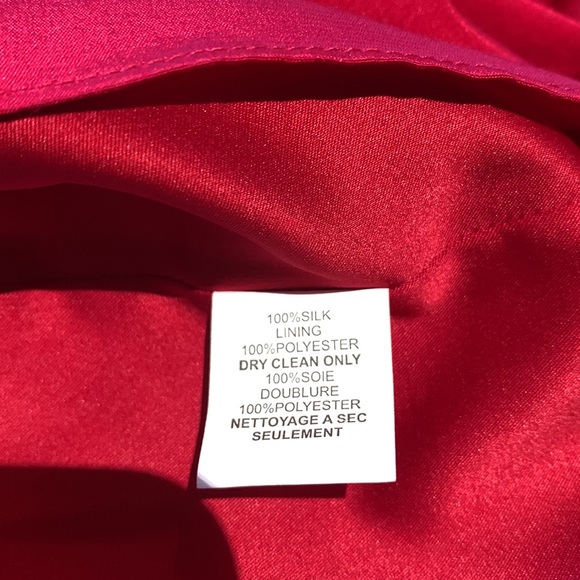 100%SILK
LINING
100%POLYESTER
DRY CLEAN ONLY
100%SOIE
DOUBLURE
100%POLYESTER
NETTOYAGE A SEC
SEULEMENT